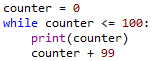 counter = 0
while counter <= 100:
    print(counter)
    counter + 99